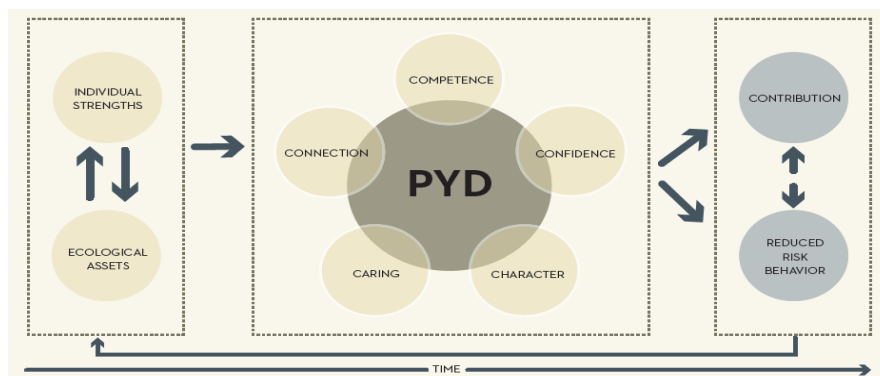 INDIVIDUAL
STRENGTHS
ECOLOGICAL
ASSETS
COMPETENCE
CONNECTION
PYD
CONFIDENCE
CARING
CHARACTER
CONTRIBUTION
REDUCED
RISK
BEHAVIOR
TIME